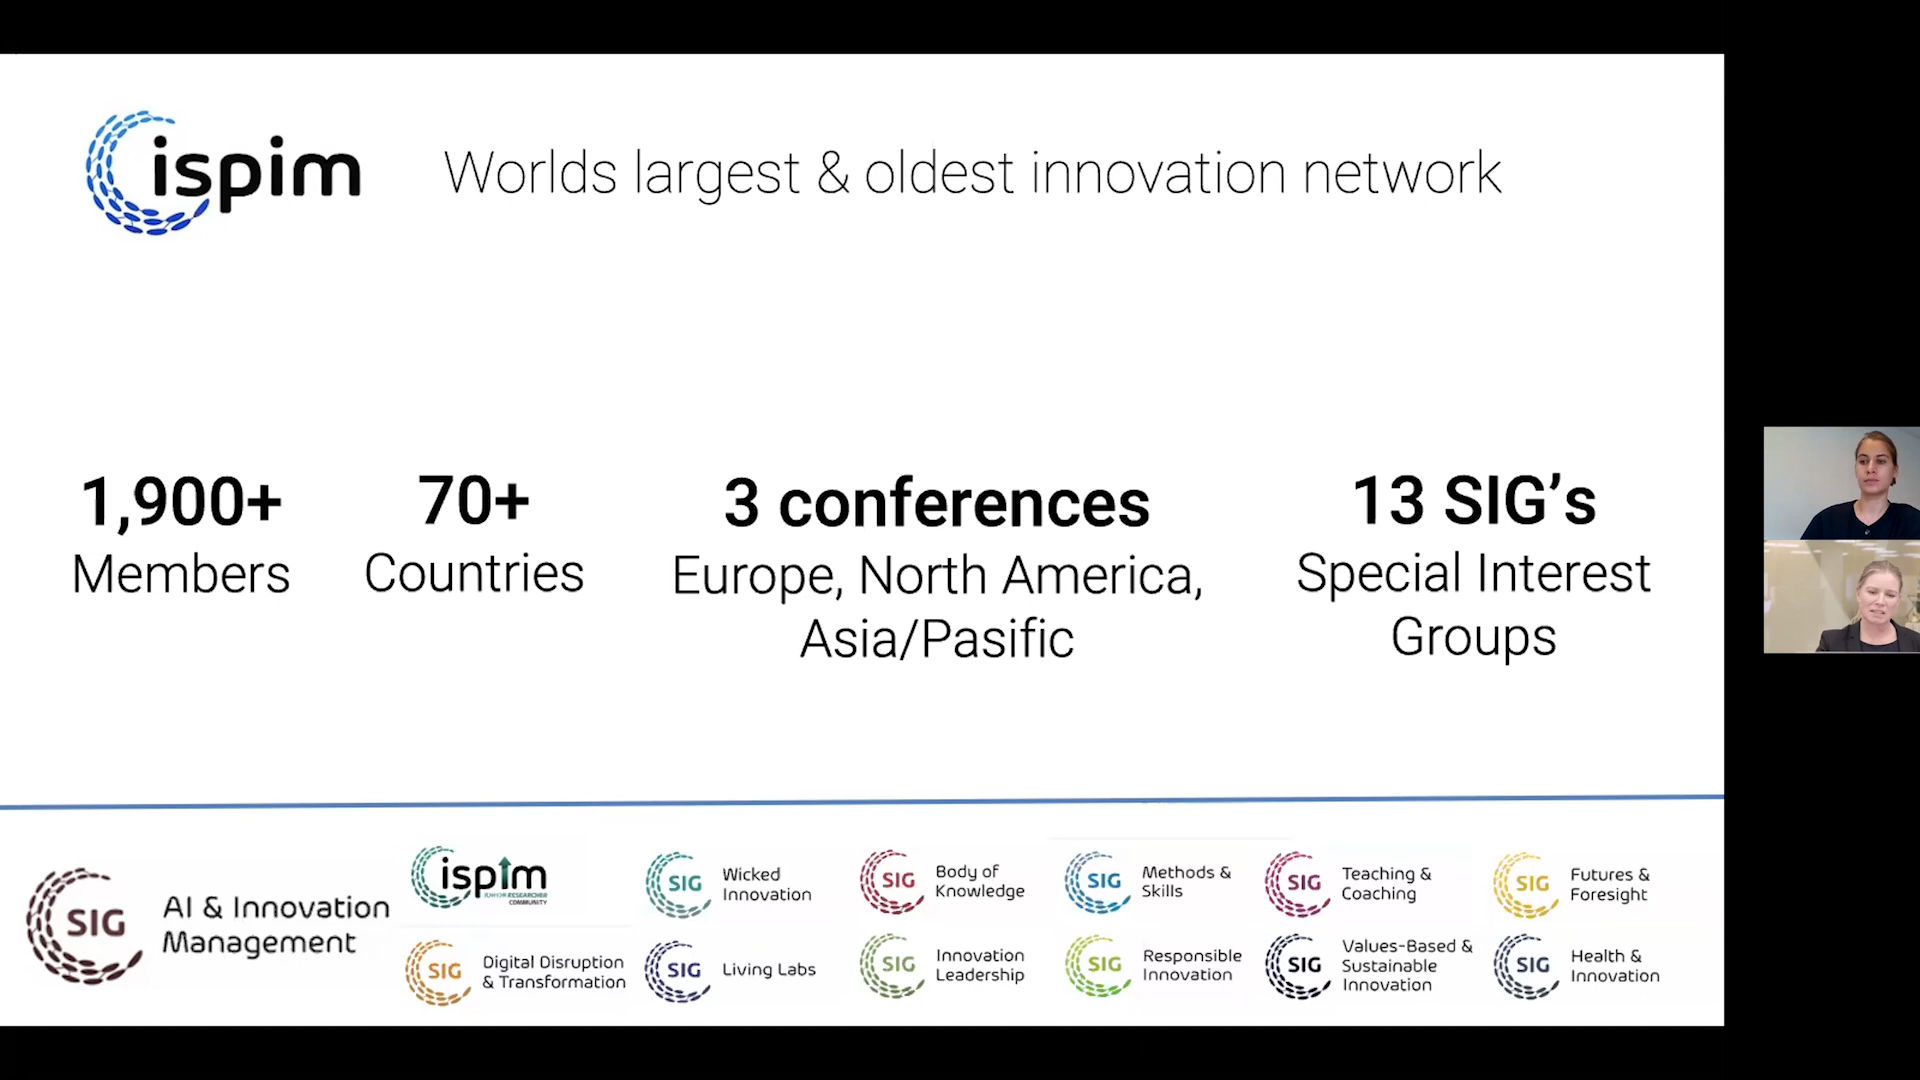 ispim
Worlds largest & oldest innovation network
1,900+
Members
70+
Countries
3 conferences
Europe, North America,
Asia/Pasific
13 SIG’s
Special Interest
Groups
SIG
AI & Innovation
Management
ispim
JUNIOR RESEARCHER
COMMUNITY
SIG
Wicked
Innovation
SIG
Body of
Knowledge
SIG
Methods &
Skills
SIG
Teaching &
Coaching
SIG
Futures &
Foresight
SIG
Digital Disruption
& Transformation
SIG
Living Labs
SIG
Innovation
Leadership
SIG
Responsible
Innovation
SIG
Values-Based &
Sustainable
Innovation
SIG
Health &
Innovation